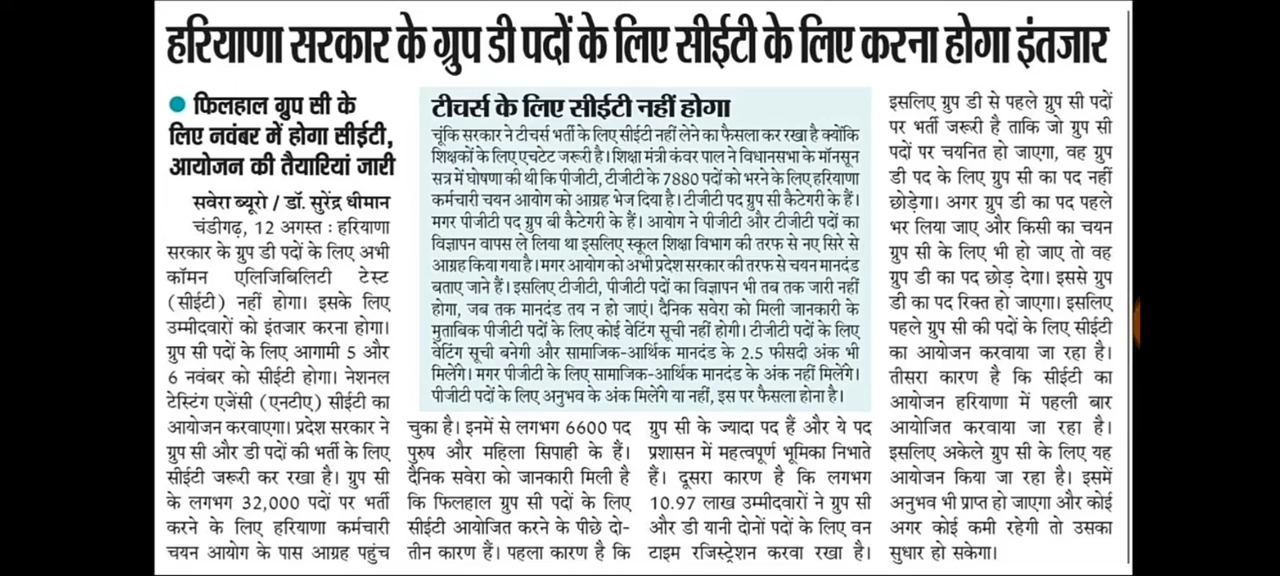 हरियाणा सरकार के ग्रुप डी पदों के लिए सीईटी के लिए करना होगा इंतजार
● फिलहाल ग्रुप सी के
लिए नवंबर में होगा सीईटी,
आयोजन की तैयारियां जारी
सवेरा ब्यूरो / डॉ. सुरेंद्र धीमान
चंडीगढ़, 12 अगस्त : हरियाणा
सरकार के ग्रुप डी पदों के लिए अभी
कॉमन एलिजिबिलिटी टेस्ट
(सीईटी) नहीं होगा। इसके लिए
उम्मीदवारों को इंतजार करना होगा।
ग्रुप सी पदों के लिए आगामी 5 और
6 नवंबर को सीईटी होगा। नेशनल
टेस्टिंग एजेंसी (एनटीए) सीईटी का
आयोजन करवाएगा। प्रदेश सरकार ने
ग्रुप सी और डी पदों की भर्ती के लिए
सीईटी जरूरी कर रखा है। ग्रुप सी
के लगभग 32,000 पदों पर भर्ती
करने के लिए हरियाणा कर्मचारी
चयन आयोग के पास आग्रह पहुंच
चुका है। इनमें से लगभग 6600 पद
पुरुष और महिला सिपाही के हैं।
दैनिक सवेरा को जानकारी मिली है
कि फिलहाल ग्रुप सी पदों के लिए
सीईटी आयोजित करने के पीछे दो-
तीन कारण हैं। पहला कारण है कि
ग्रुप सी के ज्यादा पद हैं और ये पद
प्रशासन में महत्वपूर्ण भूमिका निभाते
हैं। दूसरा कारण है कि लगभग
10.97 लाख उम्मीदवारों ने ग्रुप सी
और डी यानी दोनों पदों के लिए वन
टाइम रजिस्ट्रेशन करवा रखा है।
इसलिए ग्रुप डी से पहले ग्रुप सी पदों
पर भर्ती जरूरी है ताकि जो ग्रुप सी
पदों पर चयनित हो जाएगा, वह ग्रुप
डी पद के लिए ग्रुप सी का पद नहीं
छोड़ेगा। अगर ग्रुप डी का पद पहले
भर लिया जाए और किसी का चयन
ग्रुप सी के लिए भी हो जाए तो वह
ग्रुप डी का पद छोड़ देगा। इससे ग्रुप
डी का पद रिक्त हो जाएगा। इसलिए
पहले ग्रुप सी की पदों के लिए सीईटी
का आयोजन करवाया जा रहा है।
तीसरा कारण है कि सीईटी का
आयोजन हरियाणा में पहली बार
आयोजित करवाया जा रहा है।
इसलिए अकेले ग्रुप सी के लिए यह
आयोजन किया जा रहा है। इसमें
अनुभव भी प्राप्त हो जाएगा और कोई
अगर कोई कमी रहेगी तो उसका
सुधार हो सकेगा।
टीचर्स के लिए सीईटी नहीं होगा
चूंकि सरकार ने टीचर्स भर्ती के लिए सीईटी नहीं लेने का फैसला कर रखा है क्योंकि
शिक्षकों के लिए एचटेट जरूरी है। शिक्षा मंत्री कंवर पाल ने विधानसभा के मॉनसून
सत्र में घोषणा की थी कि पीजीटी, टीजीटी के 7880 पदों को भरने के लिए हरियाणा
कर्मचारी चयन आयोग को आग्रह भेज दिया है। टीजीटी पद ग्रुप सी कैटेगरी के हैं।
मगर पीजीटी पद ग्रुप बी कैटेगरी के हैं। आयोग ने पीजीटी और टीजीटी पदों का
विज्ञापन वापस ले लिया था इसलिए स्कूल शिक्षा विभाग की तरफ से नए सिरे से
आग्रह किया गया है। मगर आयोग को अभी प्रदेश सरकार की तरफ से चयन मानदंड
बताए जाने हैं। इसलिए टीजीटी, पीजीटी पदों का विज्ञापन भी तब तक जारी नहीं
होगा, जब तक मानदंड तय न हो जाएं। दैनिक सवेरा को मिली जानकारी के
मुताबिक पीजीटी पदों के लिए कोई वेटिंग सूची नहीं होगी। टीजीटी पदों के लिए
वेटिंग सूची बनेगी और सामाजिक-आर्थिक मानदंड के 2.5 फीसदी अंक भी
मिलेंगे। मगर पीजीटी के लिए सामाजिक-आर्थिक मानदंड के अंक नहीं मिलेंगे।
पीजीटी पदों के लिए अनुभव के अंक मिलेंगे या नहीं, इस पर फैसला होना है।